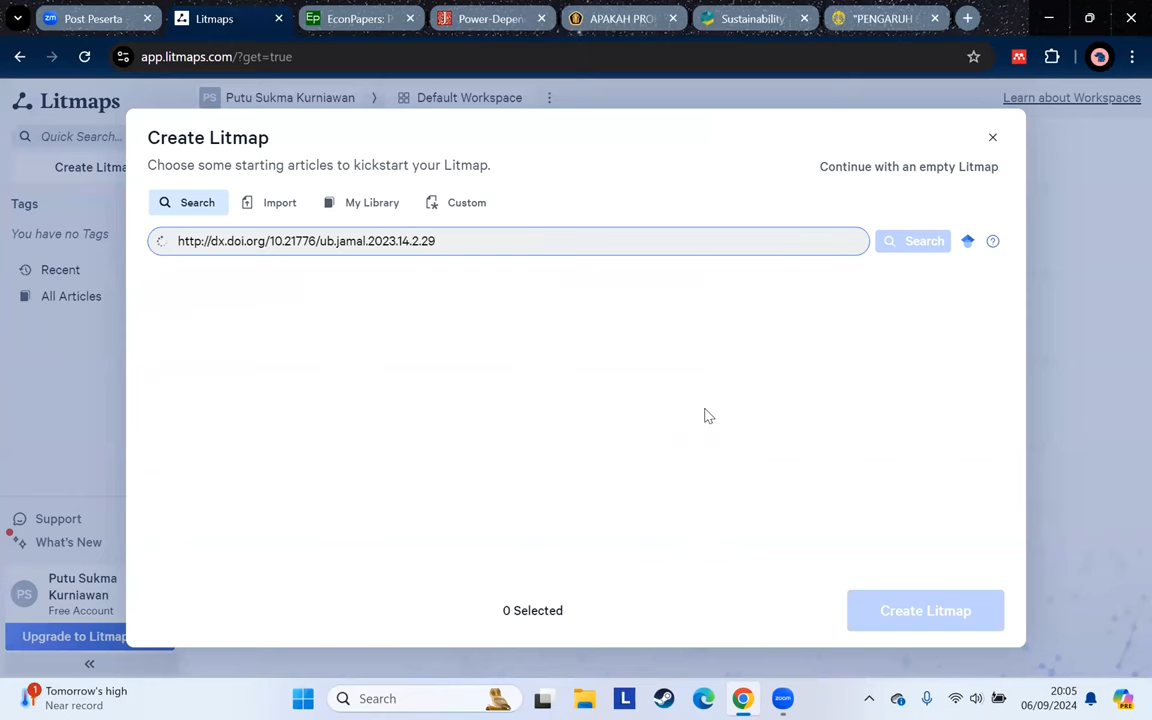 Post Peserta
Litmaps
EconPapers: P
Power-Depen
APAKAH PRO
Sustainability
"PENGARUH
app.litmaps.com/?get=true
Litmaps
PS Putu Sukma Kurniawan
Default Workspace
Learn about Workspaces
Quick Search...
Create Litma
Tags
You have no Tags
Recent
All Articles
Create Litmap
Choose some starting articles to kickstart your Litmap.
Continue with an empty Litmap
Search
Import
My Library
Custom
http://dx.doi.org/10.21776/ub.jamal.2023.14.2.29
Search
0 Selected
Create Litmap
Support
What's New
PS
Putu Sukma
Kurniawan
Free Account
Upgrade to Litmap
1
Tomorrow's high
Near record
Search
20:05
06/09/2024